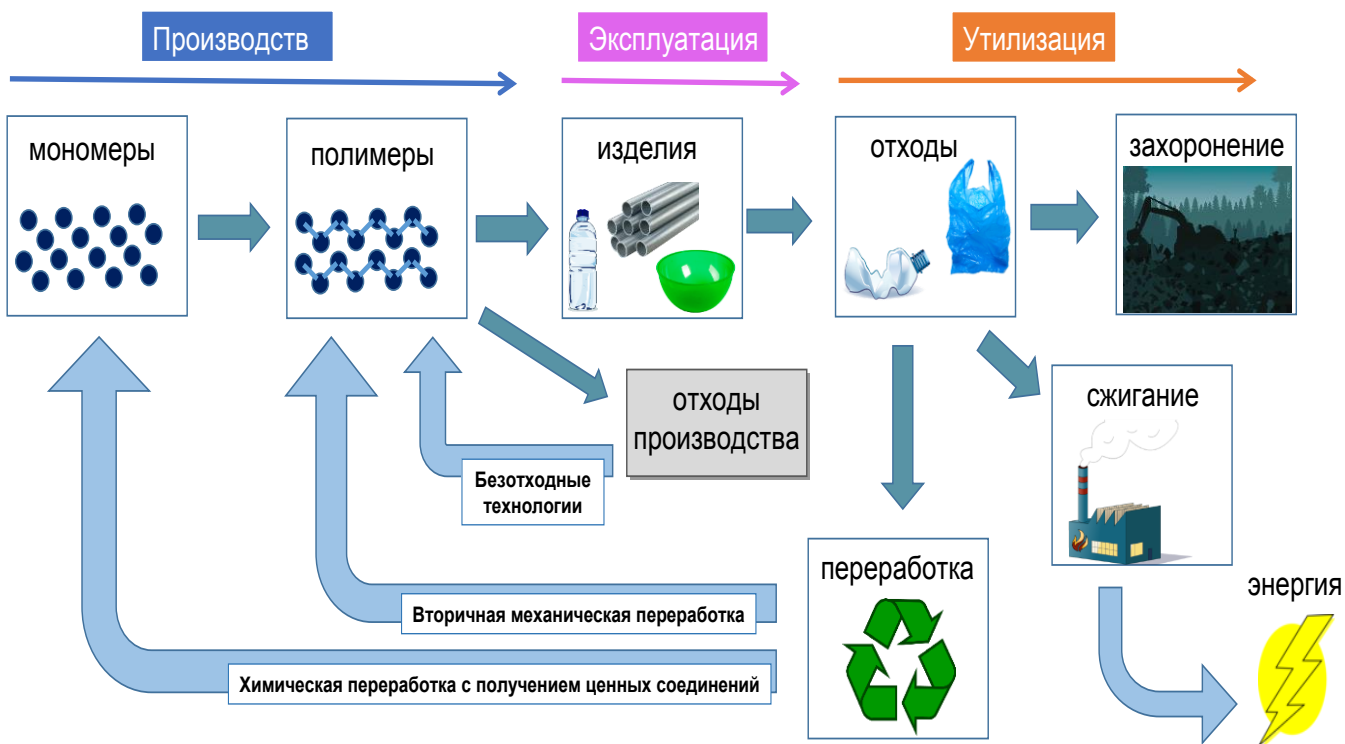 Производств
Эксплуатация
Утилизация
мономеры
полимеры
изделия
отходы
захоронение
отходы
производства
сжигание
Безотходные
технологии
переработка
энергия
Вторичная механическая переработка
Химическая переработка с получением ценных соединений